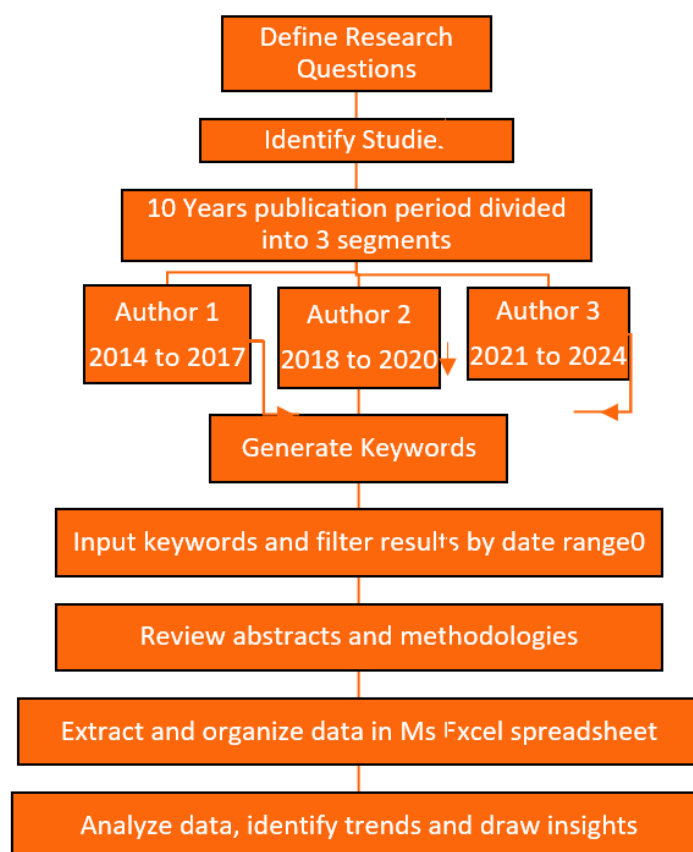 Define Research
Questions
Identify Studie.
10 Years publication period divided
into 3 segments
Author 1
2014 to 2017
Author 2
2018 to 2020
Author 3
2021 to 2024
Generate Keywords
Input keywords and filter results by date range0
Review abstracts and methodologies
Extract and organize data in Ms Excel spreadsheet
Analyze data, identify trends and draw insights